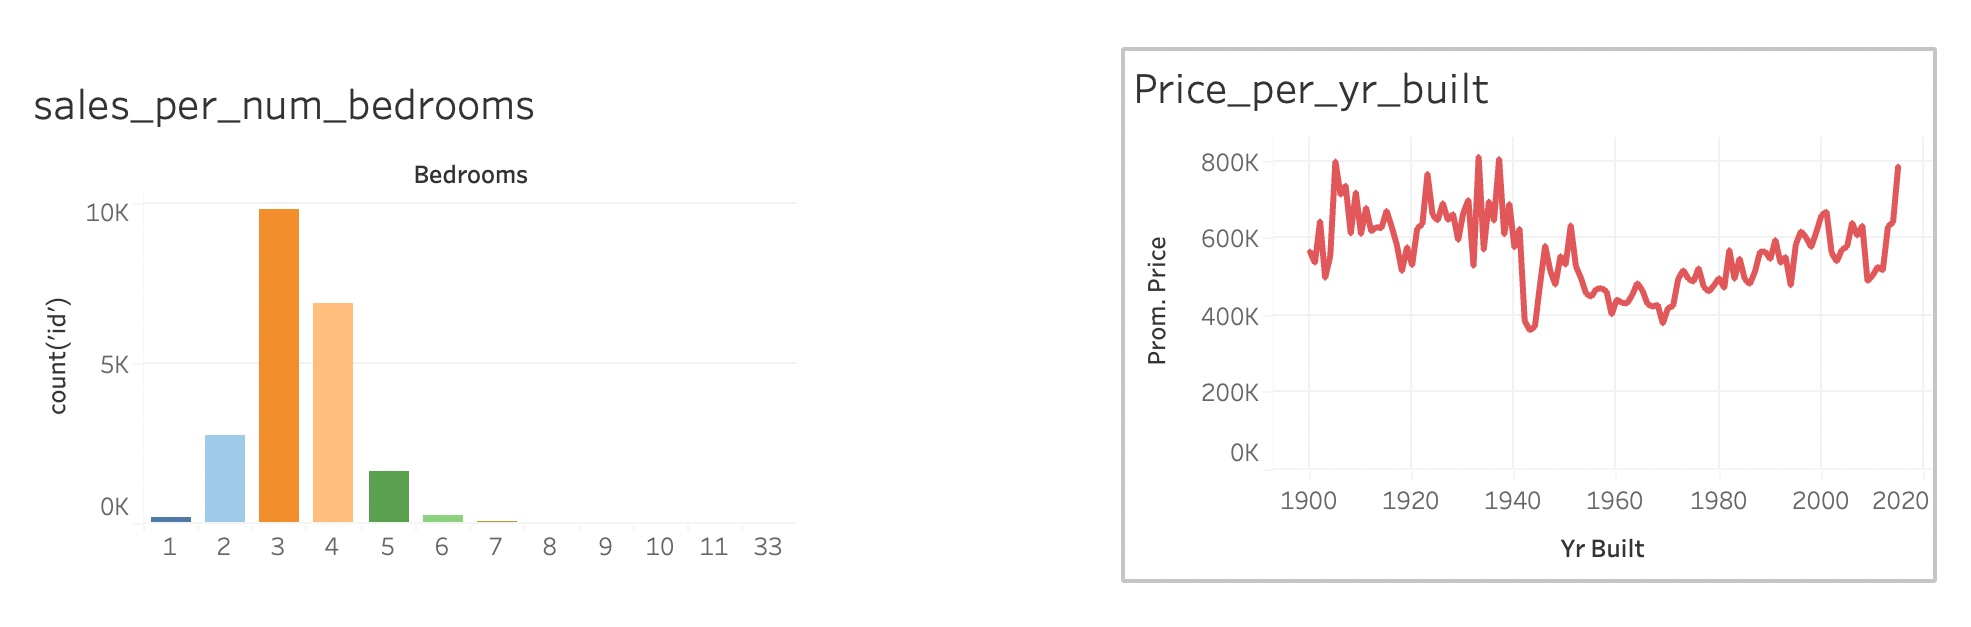 sales_per_num_bedrooms
Bedrooms
10K
5K
0K
count('id')
1 2 3 4 5 6 7 8 9 10 11 33
Price_per_yr_built
800K
600K
400K
200K
0K
Prom. Price
1900 1920 1940 1960 1980 2000 2020
Yr Built